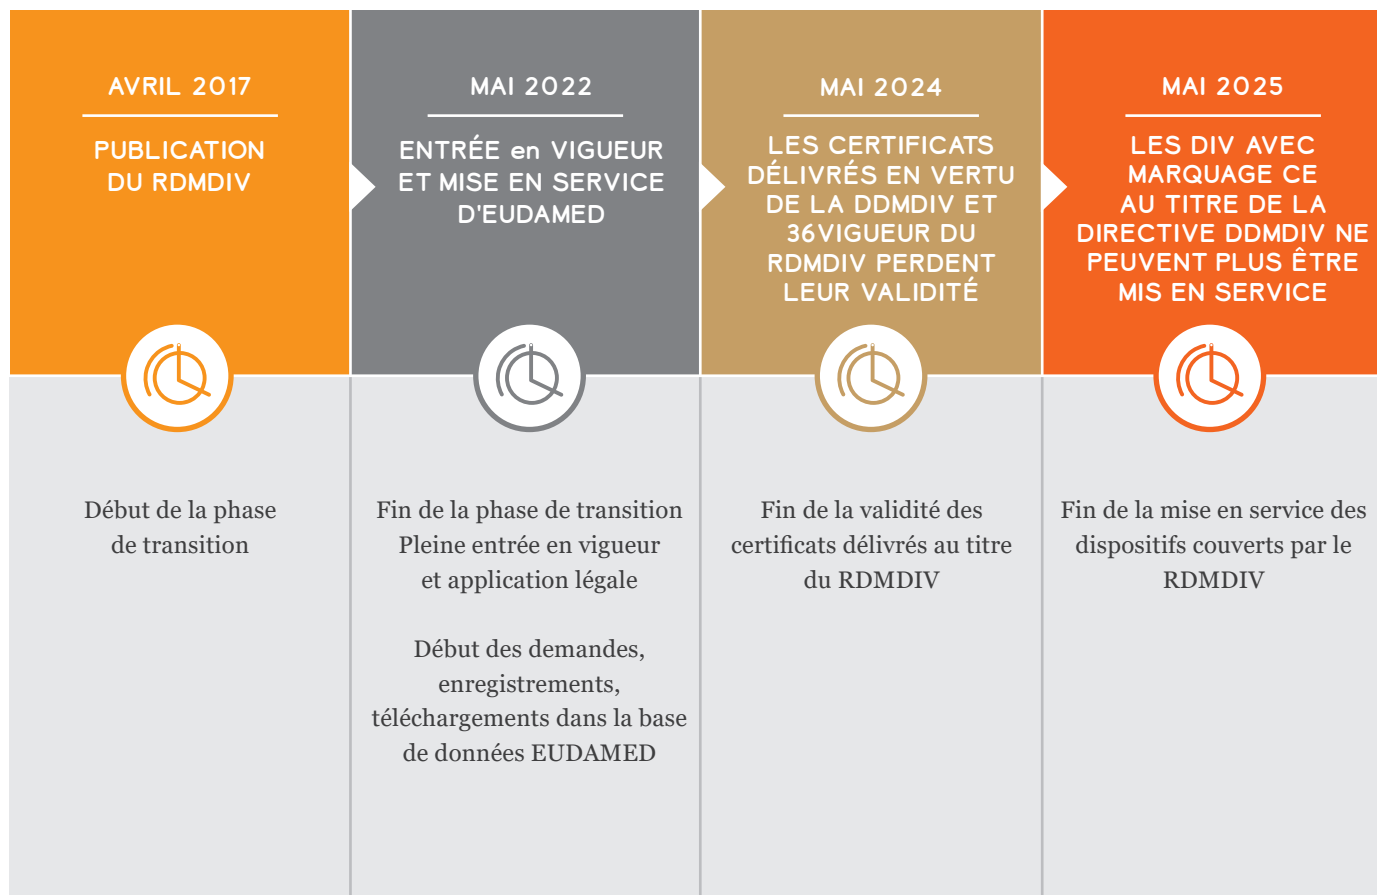 AVRIL 2017
PUBLICATION
DU RDMDIV
MAI 2022
ENTRÉE en VIGUEUR
ET MISE EN SERVICE
D'EUDAMED
MAI 2024
LES CERTIFICATS
DÉLIVRÉS EN VERTU
DE LA DDMDIV ET
36VIGUEUR DU
RDMDIV PERDENT
LEUR VALIDITÉ
MAI 2025
LES DIV AVEC
MARQUAGE CE
AU TITRE DE LA
DIRECTIVE DDMDIV NE
PEUVENT PLUS ÊTRE
MIS EN SERVICE
Début de la phase
de transition
Fin de la phase de transition
Pleine entrée en vigueur
et application légale
Début des demandes,
enregistrements,
téléchargements dans la base
de données EUDAMED
Fin de la validité des
certificats délivrés au titre
du RDMDIV
Fin de la mise en service des
dispositifs couverts par le
RDMDIV